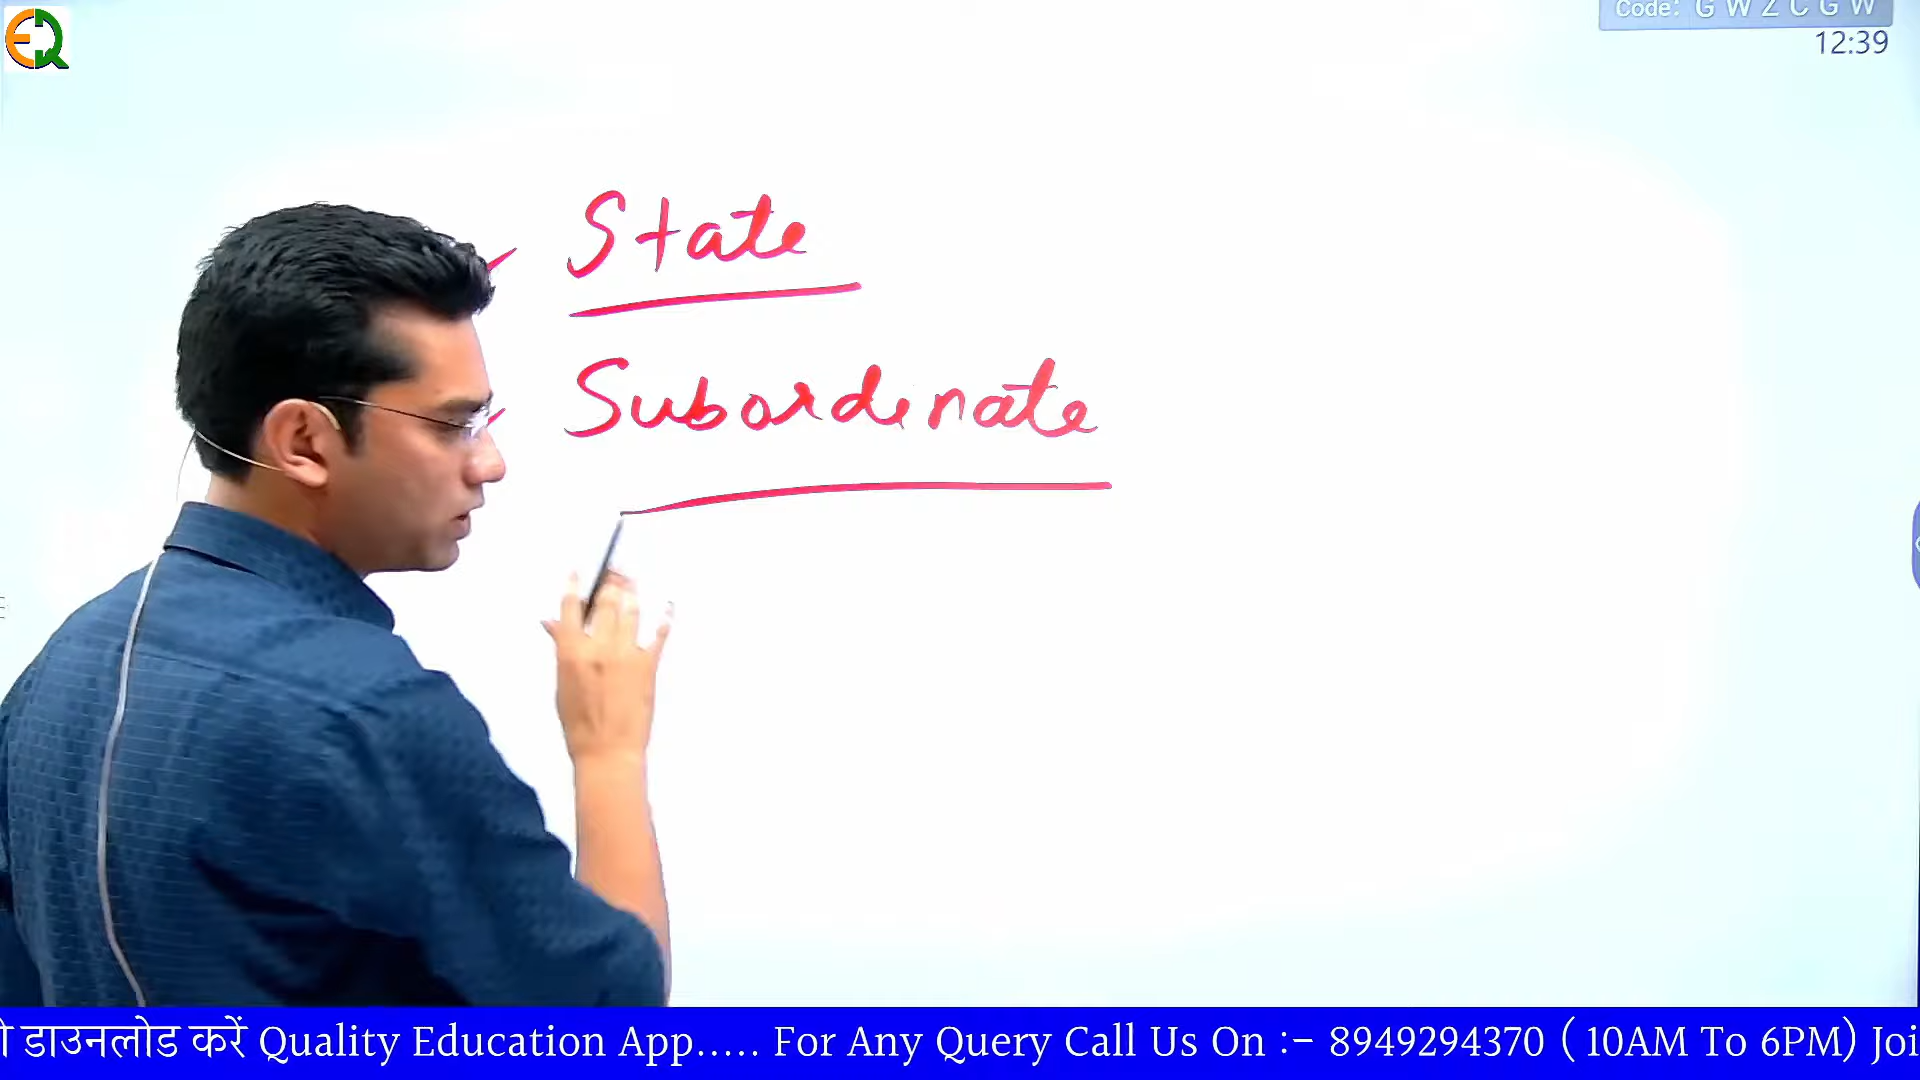 EQ
Code: G W Z C G W
12:39
State
Subordinate
डाउनलोड करें Quality Education App..... For Any Query Call Us On :- 8949294370 ( 10AM To 6PM)